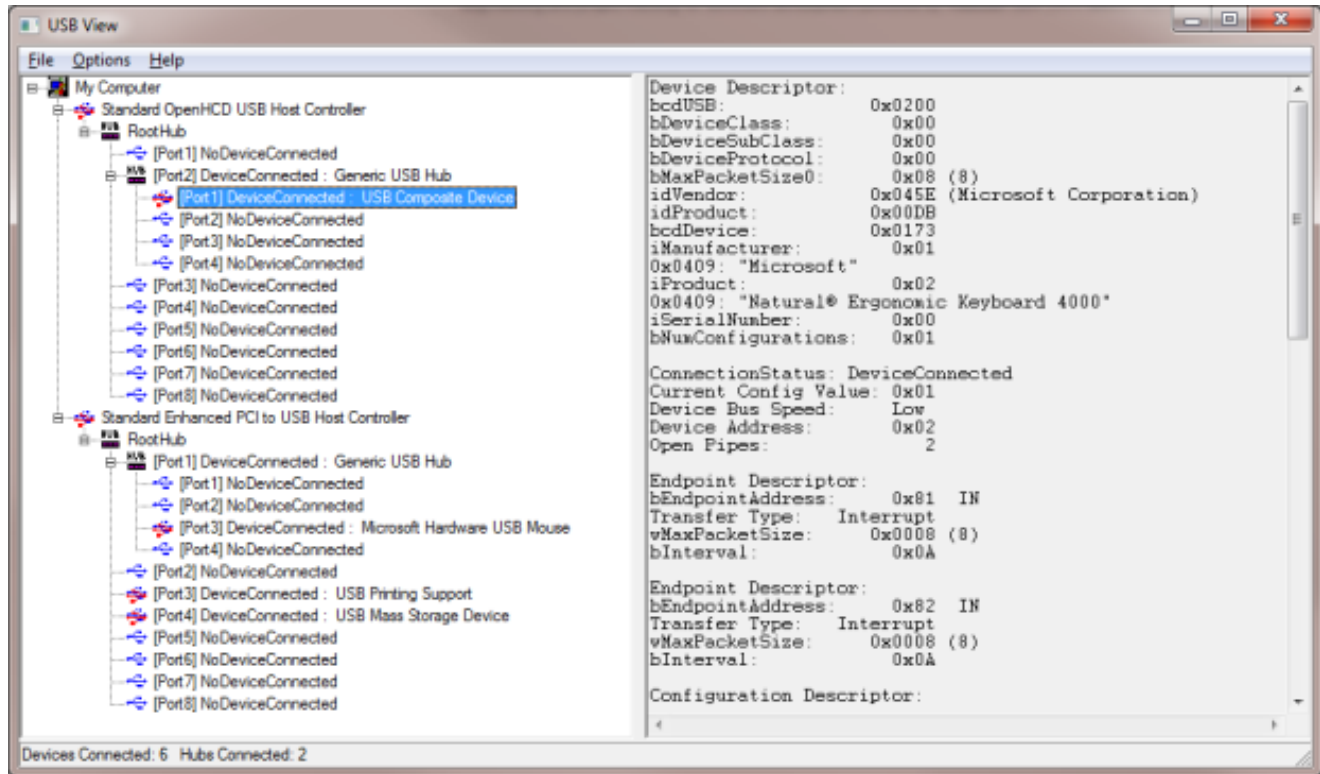 USB View
File Options Help
My Computer
Standard OpenHCD USB Host Controller
RootHub
[Port1] NoDeviceConnected
[Port2] DeviceConnected : Generic USB Hub
[Port1] DeviceConnected : USB Composite Device
[Port2] NoDeviceConnected
[Port3] NoDeviceConnected
[Port4] NoDeviceConnected
[Port3] NoDeviceConnected
[Port4] NoDeviceConnected
[Port5] NoDeviceConnected
[Port6] NoDeviceConnected
[Port7] NoDeviceConnected
[Port8] NoDeviceConnected
Standard Enhanced PCI to USB Host Controller
RootHub
[Port1] DeviceConnected : Generic USB Hub
[Port1] NoDeviceConnected
[Port2] NoDeviceConnected
[Port3] DeviceConnected : Microsoft Hardware USB Mouse
[Port4] NoDeviceConnected
[Port2] NoDeviceConnected
[Port3] DeviceConnected : USB Printing Support
[Port4] DeviceConnected : USB Mass Storage Device
[Port5] NoDeviceConnected
[Port6] NoDeviceConnected
[Port7] NoDeviceConnected
[Port8] NoDeviceConnected
Device Descriptor:
bcdUSB: 0x0200
bDeviceClass: 0x00
bDeviceSubClass: 0x00
bDeviceProtocol: 0x00
bMaxPacketSize0: 0x08 (8)
idVendor: 0x045E (Microsoft Corporation)
idProduct: 0x00DB
bcdDevice: 0x0173
iManufacturer: 0x01
0x0409: "Microsoft"
iProduct: 0x02
0x0409: "Natural® Ergonomic Keyboard 4000"
iSerialNumber: 0x00
bNumConfigurations: 0x01
ConnectionStatus: DeviceConnected
Current Config Value: 0x01
Device Bus Speed: Low
Device Address: 0x02
Open Pipes: 2
Endpoint Descriptor:
bEndpointAddress: 0x81 IN
Transfer Type: Interrupt
wMaxPacketSize: 0x0008 (8)
bInterval: 0x0A
Endpoint Descriptor:
bEndpointAddress: 0x82 IN
Transfer Type: Interrupt
wMaxPacketSize: 0x0008 (8)
bInterval: 0x0A
Configuration Descriptor:
Devices Connected: 6 Hubs Connected: 2